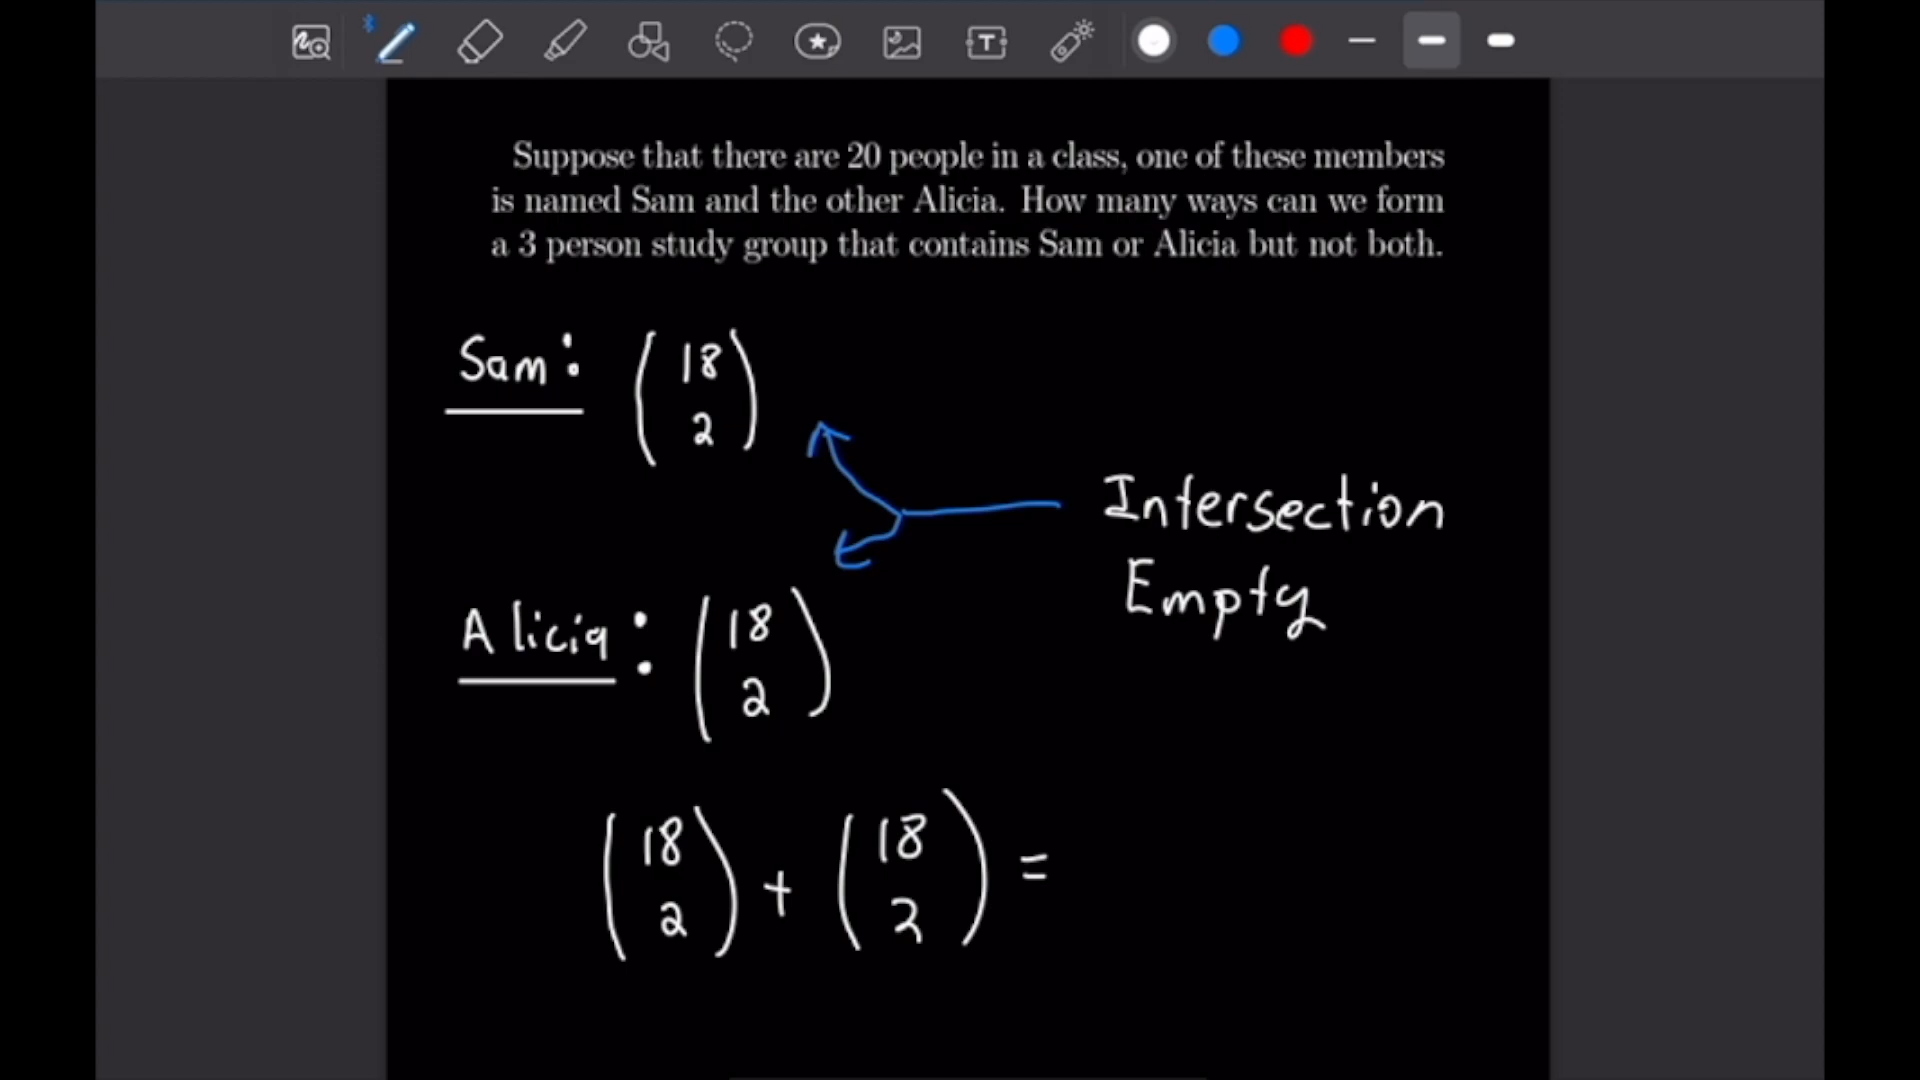 Suppose that there are 20 people in a class, one of these members
is named Sam and the other Alicia. How many ways can we form
a 3 person study group that contains Sam or Alicia but not both.
Sam: (18
2)
Intersection
Empty
Alicia: (18
2)
(18
2) + (18
2) =